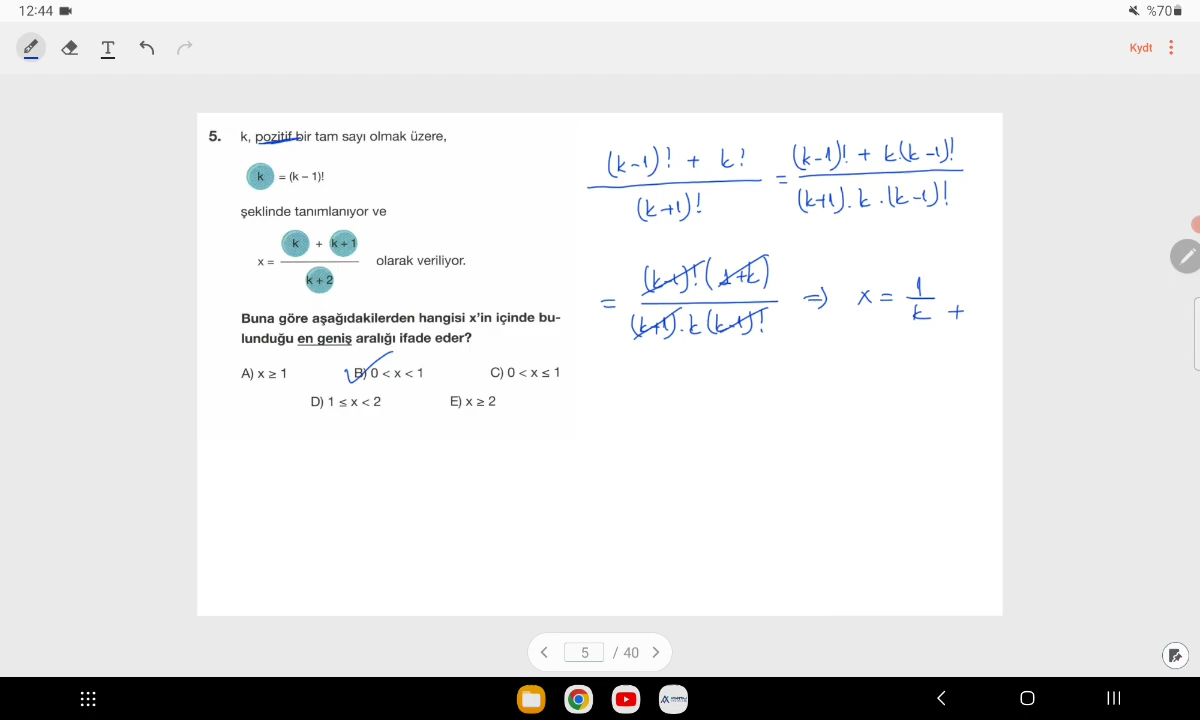 12:44
%70
T
Kydt
5. k, pozitif bir tam sayı olmak üzere,
k = (k – 1)!
şeklinde tanımlanıyor ve
x = k + k + 1 / k + 2 olarak veriliyor.
Buna göre aşağıdakilerden hangisi x'in içinde bu-
lunduğu en geniş aralığı ifade eder?
A) x ≥ 1 B) 0 < x < 1 C) 0 < x ≤ 1
D) 1 ≤ x < 2 E) x ≥ 2
(k-1)! + k! / (k+1)! = (k-1)! + k(k-1)! / (k+1).k.(k-1)!
= (k-1)!(1+k) / (k+1).k(k-1)! ⇒ x = 1/k +
5 / 40